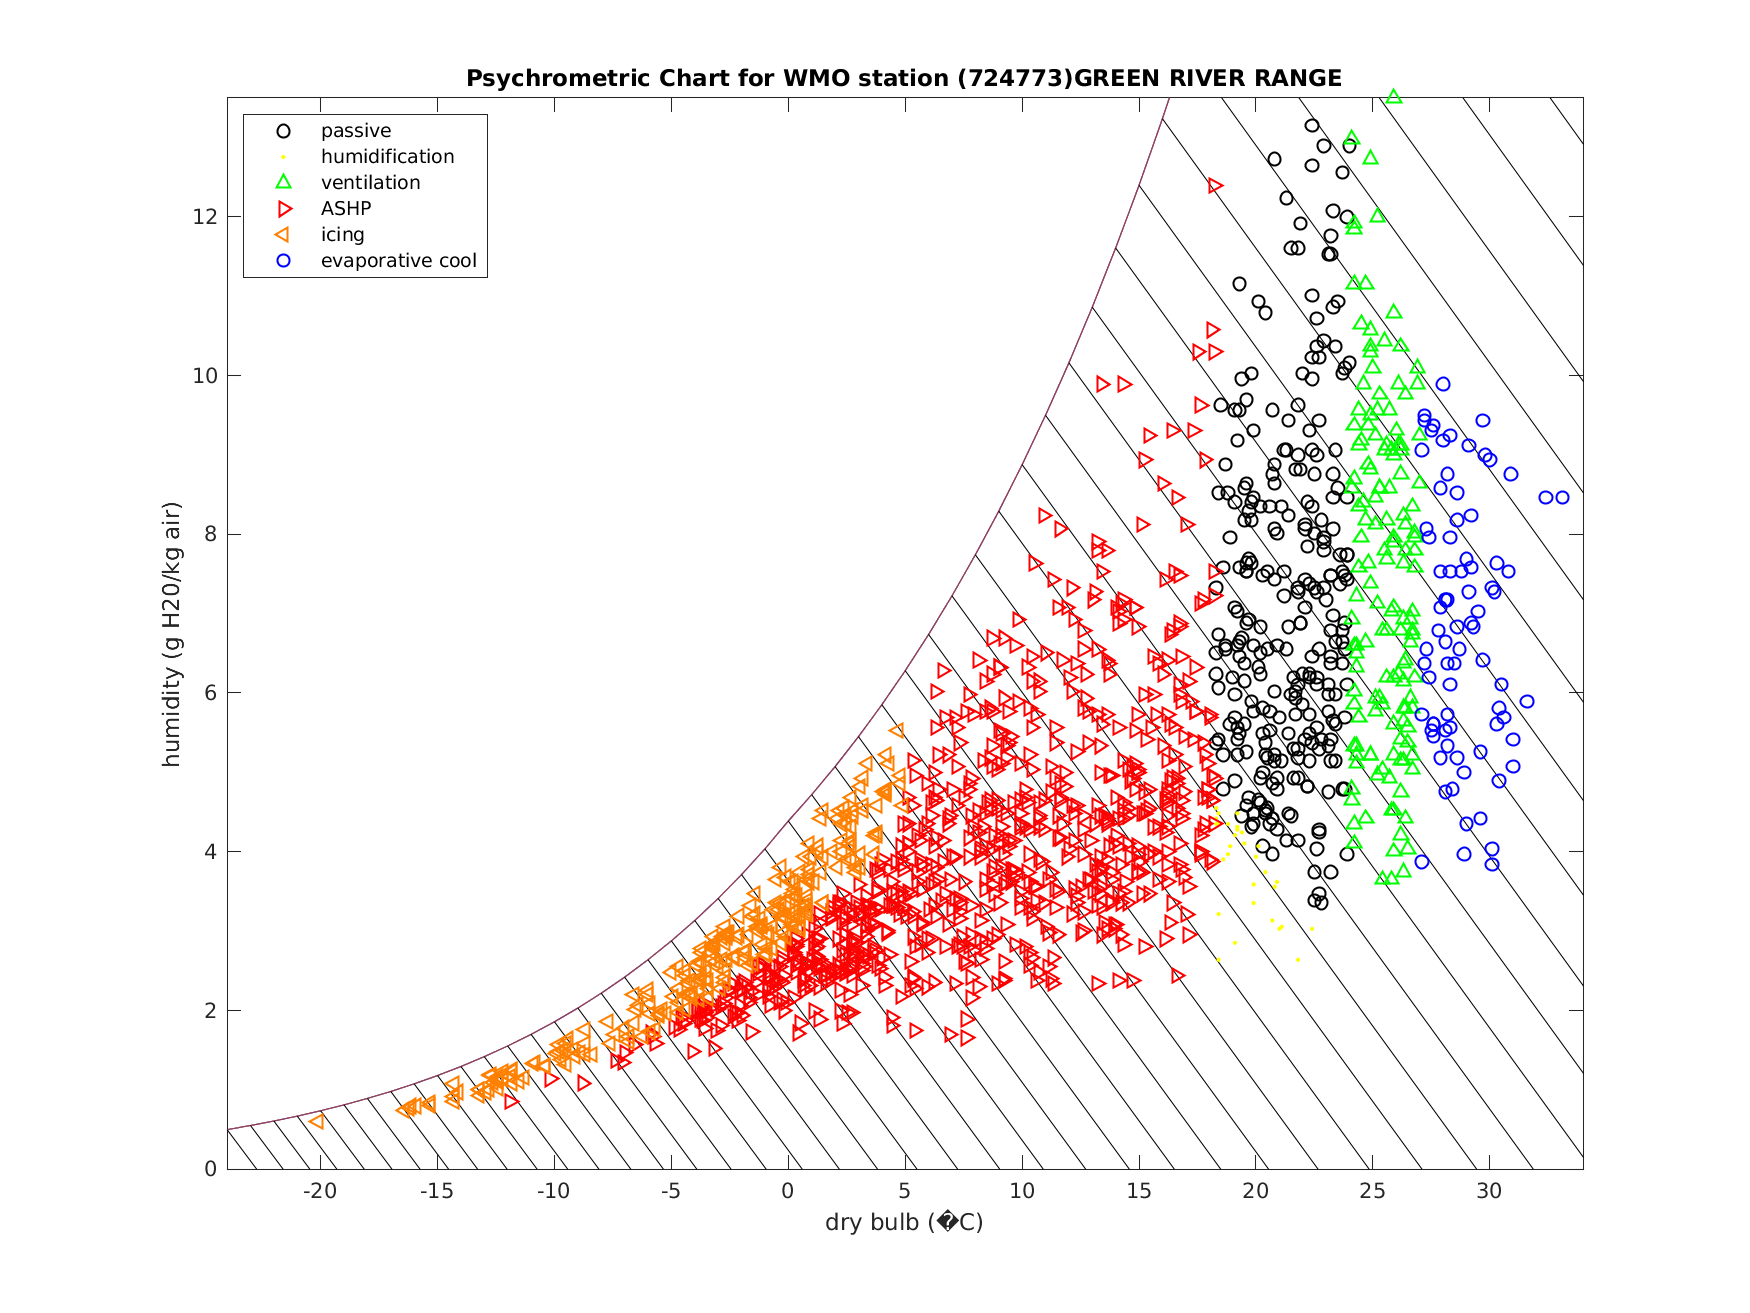 Psychrometric Chart for WMO station (724773)GREEN RIVER RANGE
passive
humidification
ventilation
ASHP
icing
evaporative cool
humidity (g H20/kg air)
12
10
8
6
4
2
0
-20 -15 -10 -5 0 5 10 15 20 25 30
dry bulb (�C)